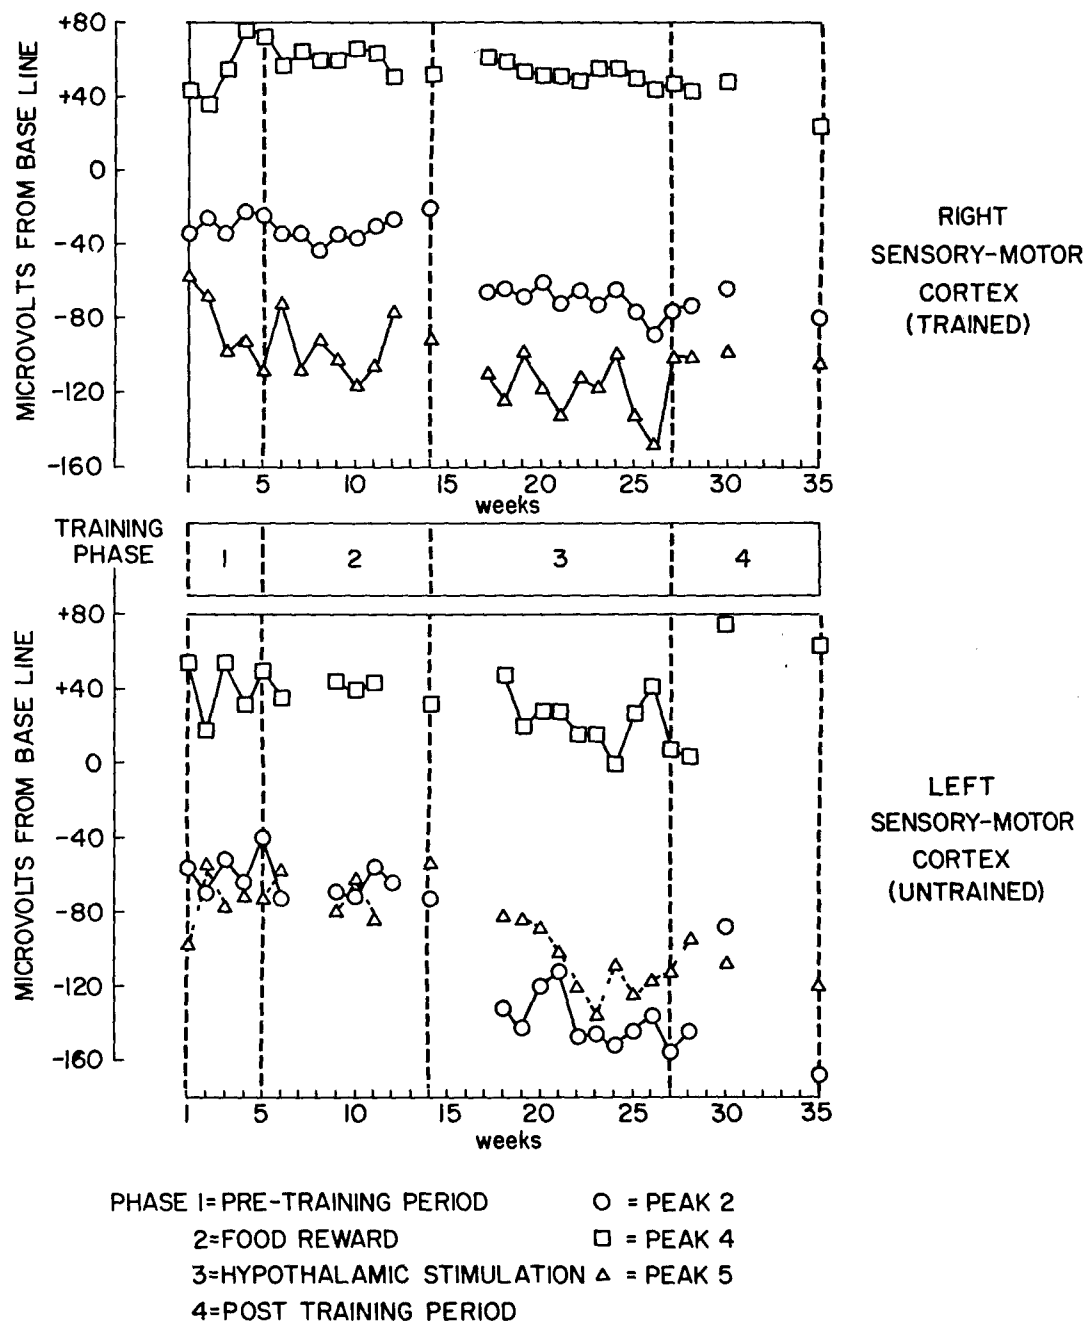 +80
+40
0
-40
-80
-120
-160
MICROVOLTS FROM BASE LINE
1 5 10 15 20 25 30 35
weeks
RIGHT
SENSORY-MOTOR
CORTEX
(TRAINED)
TRAINING
PHASE
1 2 3 4
+80
+40
0
-40
-80
-120
-160
MICROVOLTS FROM BASE LINE
1 5 10 15 20 25 30 35
weeks
LEFT
SENSORY-MOTOR
CORTEX
(UNTRAINED)
PHASE 1=PRE-TRAINING PERIOD = PEAK 2
2=FOOD REWARD = PEAK 4
3=HYPOTHALAMIC STIMULATION = PEAK 5
4=POST TRAINING PERIOD